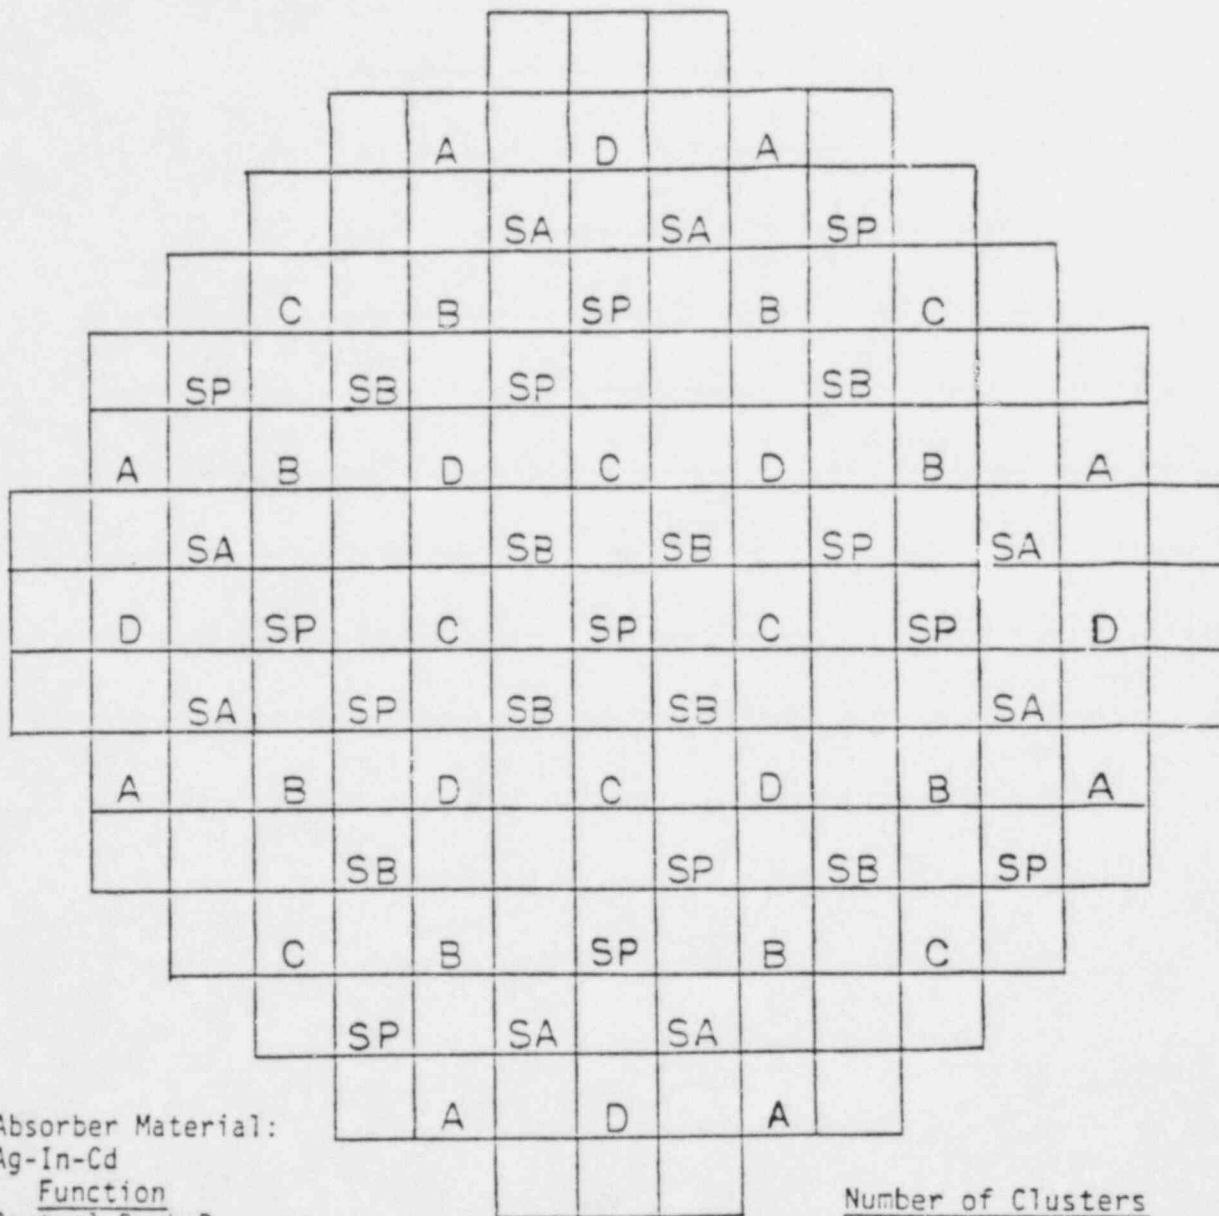 A D A
SA SA SP
C B SP B C
SP SB SP SB
A B D C D B A
SA SB SB SP SA
D SP C SP C SP D
SA SP SB SB SA
A B D C D B A
SB SP SB SP
C B SP B C
SP SA SA
A D A
Absorber Material:
Ag-In-Cd
Function Number of Clusters